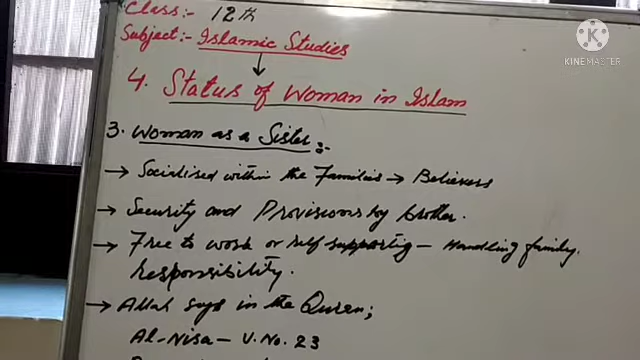 Class:- 12th
Subject:- Islamic Studies
K
KINEMASTER
4. Status of Woman in Islam
3. Woman as a Sister:-
→ Socialised within the Families → Believers
→ Security and Provisions by brother.
→ Free to work or self supporting - Handling family
responsibility.
→ Allah says in the Quran;
Al-Nisa - V.No. 23